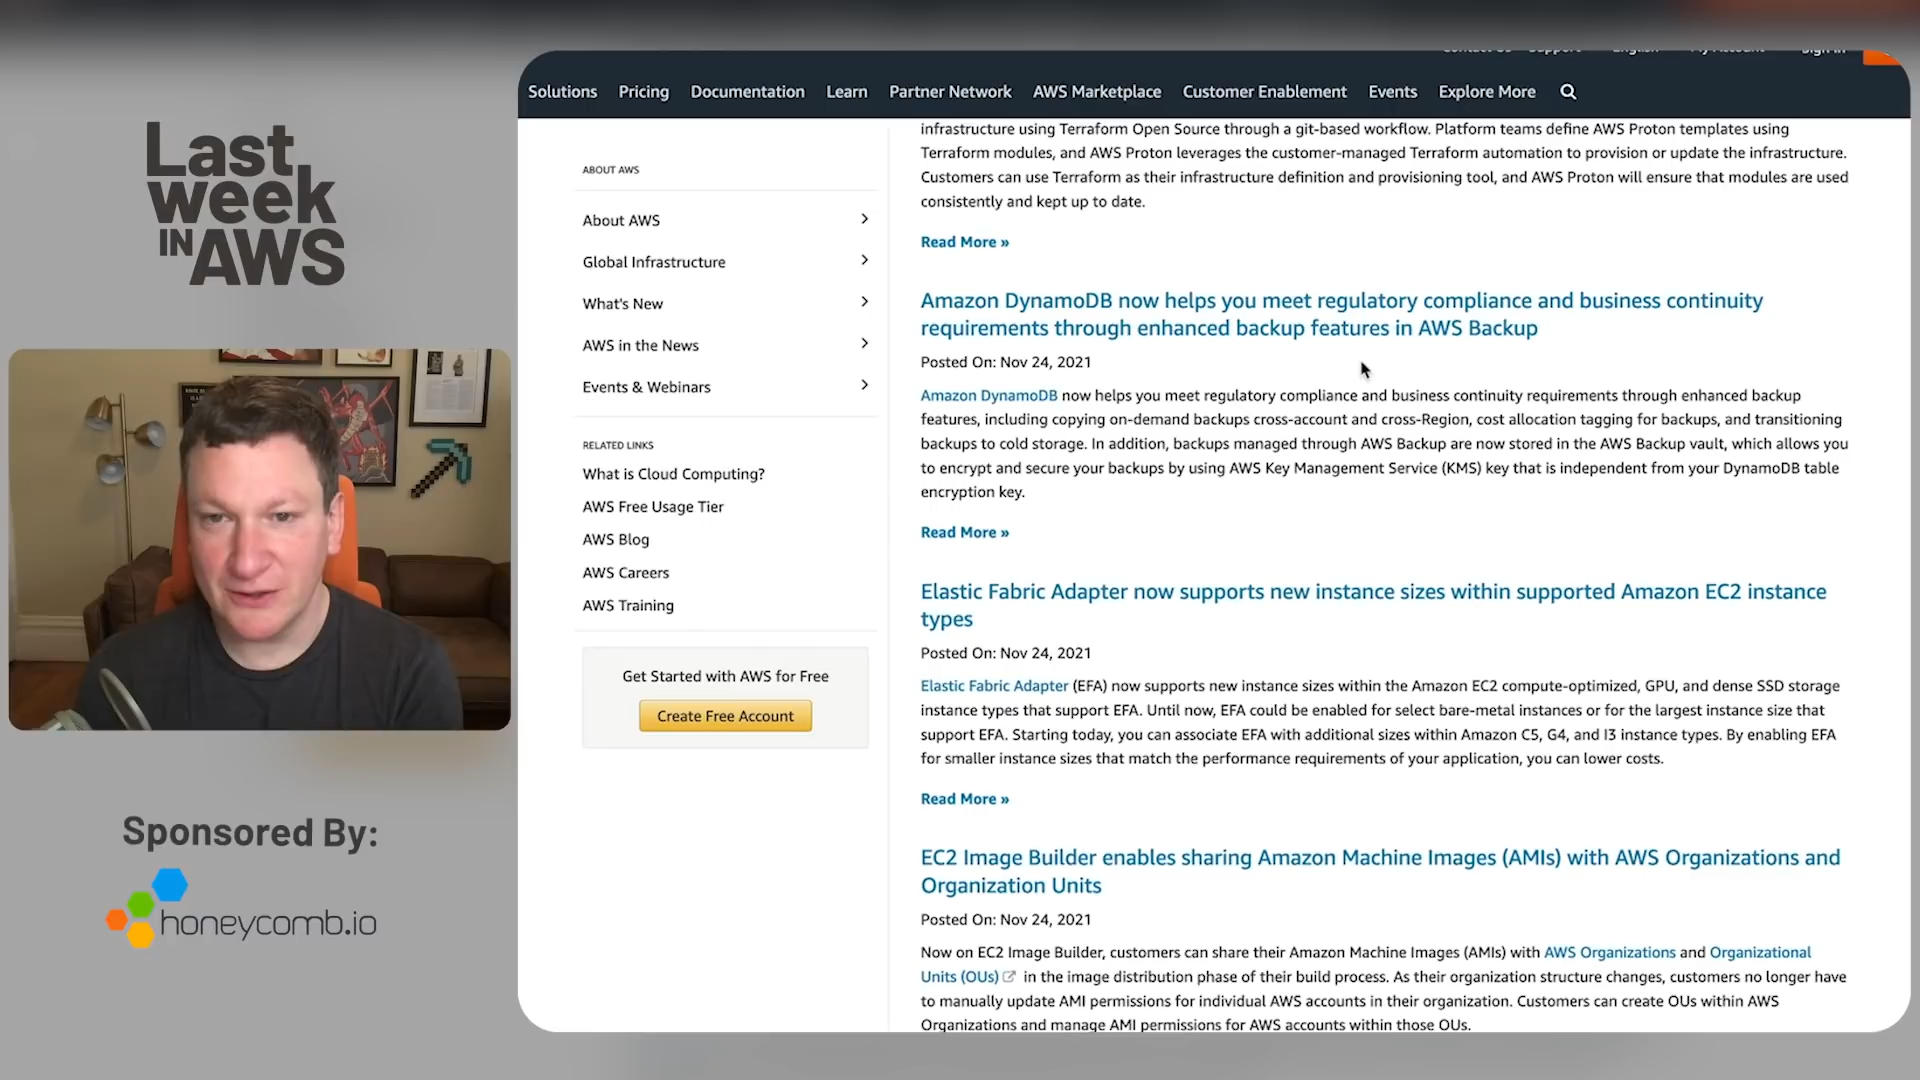 Last
week
IN AWS
Sponsored By:
honeycomb.io
Contact Us Support English My Account Sign In
Solutions Pricing Documentation Learn Partner Network AWS Marketplace Customer Enablement Events Explore More
ABOUT AWS
About AWS
Global Infrastructure
What's New
AWS in the News
Events & Webinars
RELATED LINKS
What is Cloud Computing?
AWS Free Usage Tier
AWS Blog
AWS Careers
AWS Training
Get Started with AWS for Free
Create Free Account
infrastructure using Terraform Open Source through a git-based workflow. Platform teams define AWS Proton templates using
Terraform modules, and AWS Proton leverages the customer-managed Terraform automation to provision or update the infrastructure.
Customers can use Terraform as their infrastructure definition and provisioning tool, and AWS Proton will ensure that modules are used
consistently and kept up to date.
Read More »
Amazon DynamoDB now helps you meet regulatory compliance and business continuity
requirements through enhanced backup features in AWS Backup
Posted On: Nov 24, 2021
Amazon DynamoDB now helps you meet regulatory compliance and business continuity requirements through enhanced backup
features, including copying on-demand backups cross-account and cross-Region, cost allocation tagging for backups, and transitioning
backups to cold storage. In addition, backups managed through AWS Backup are now stored in the AWS Backup vault, which allows you
to encrypt and secure your backups by using AWS Key Management Service (KMS) key that is independent from your DynamoDB table
encryption key.
Read More »
Elastic Fabric Adapter now supports new instance sizes within supported Amazon EC2 instance
types
Posted On: Nov 24, 2021
Elastic Fabric Adapter (EFA) now supports new instance sizes within the Amazon EC2 compute-optimized, GPU, and dense SSD storage
instance types that support EFA. Until now, EFA could be enabled for select bare-metal instances or for the largest instance size that
support EFA. Starting today, you can associate EFA with additional sizes within Amazon C5, G4, and I3 instance types. By enabling EFA
for smaller instance sizes that match the performance requirements of your application, you can lower costs.
Read More »
EC2 Image Builder enables sharing Amazon Machine Images (AMIs) with AWS Organizations and
Organization Units
Posted On: Nov 24, 2021
Now on EC2 Image Builder, customers can share their Amazon Machine Images (AMIs) with AWS Organizations and Organizational
Units (OUs) in the image distribution phase of their build process. As their organization structure changes, customers no longer have
to manually update AMI permissions for individual AWS accounts in their organization. Customers can create OUs within AWS
Organizations and manage AMI permissions for AWS accounts within those OUs.